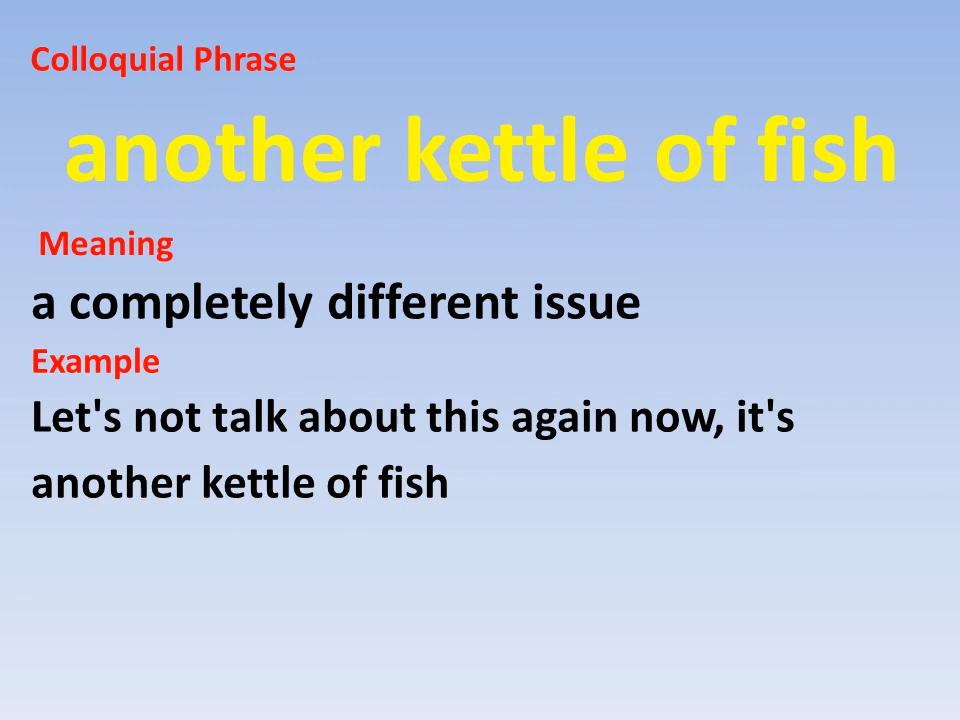 Colloquial Phrase
another kettle of fish
Meaning
a completely different issue
Example
Let's not talk about this again now, it's
another kettle of fish